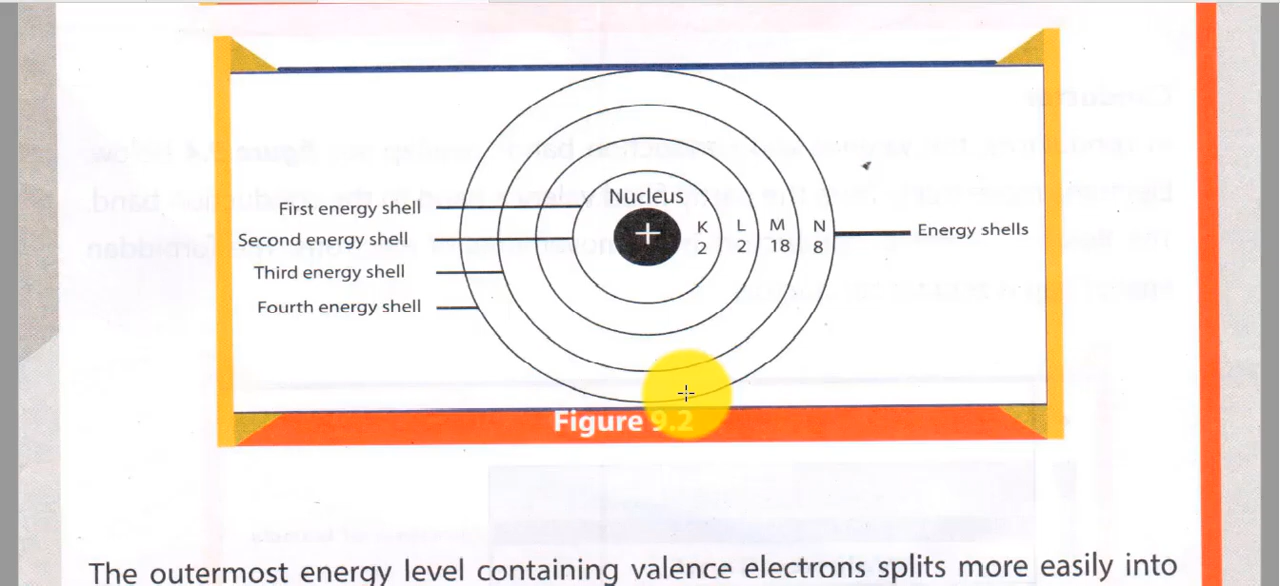 Nucleus
First energy shell
Second energy shell
Third energy shell
Fourth energy shell
K L M N
2 2 18 8
Energy shells
Figure 9.2
The outermost energy level containing valence electrons splits more easily into